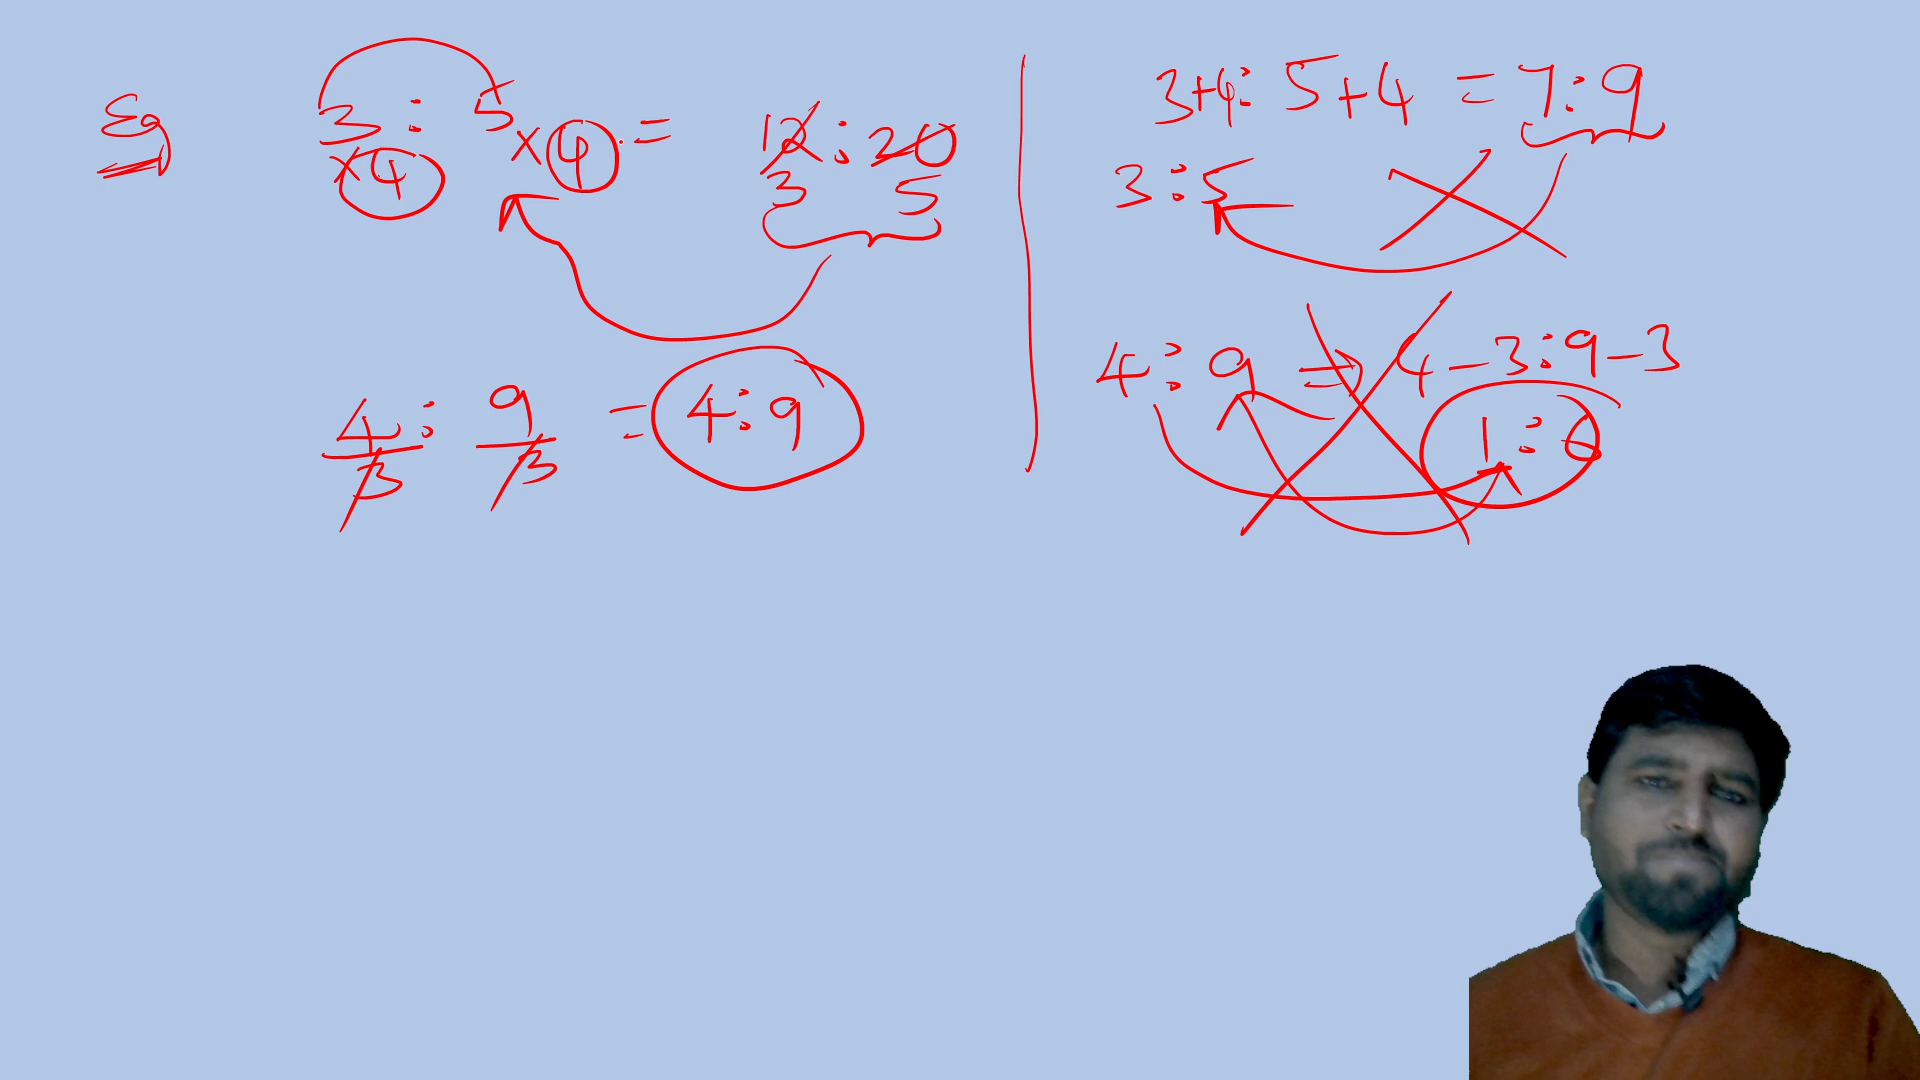 Eg
3 : 5 = 12 : 20
×4 ×4
3 5
4/3 : 9/3 = 4 : 9
3+4 : 5+4 = 7 : 9
3 : 5
4 : 9 ⇒ 4-3 : 9-3
1 : 6